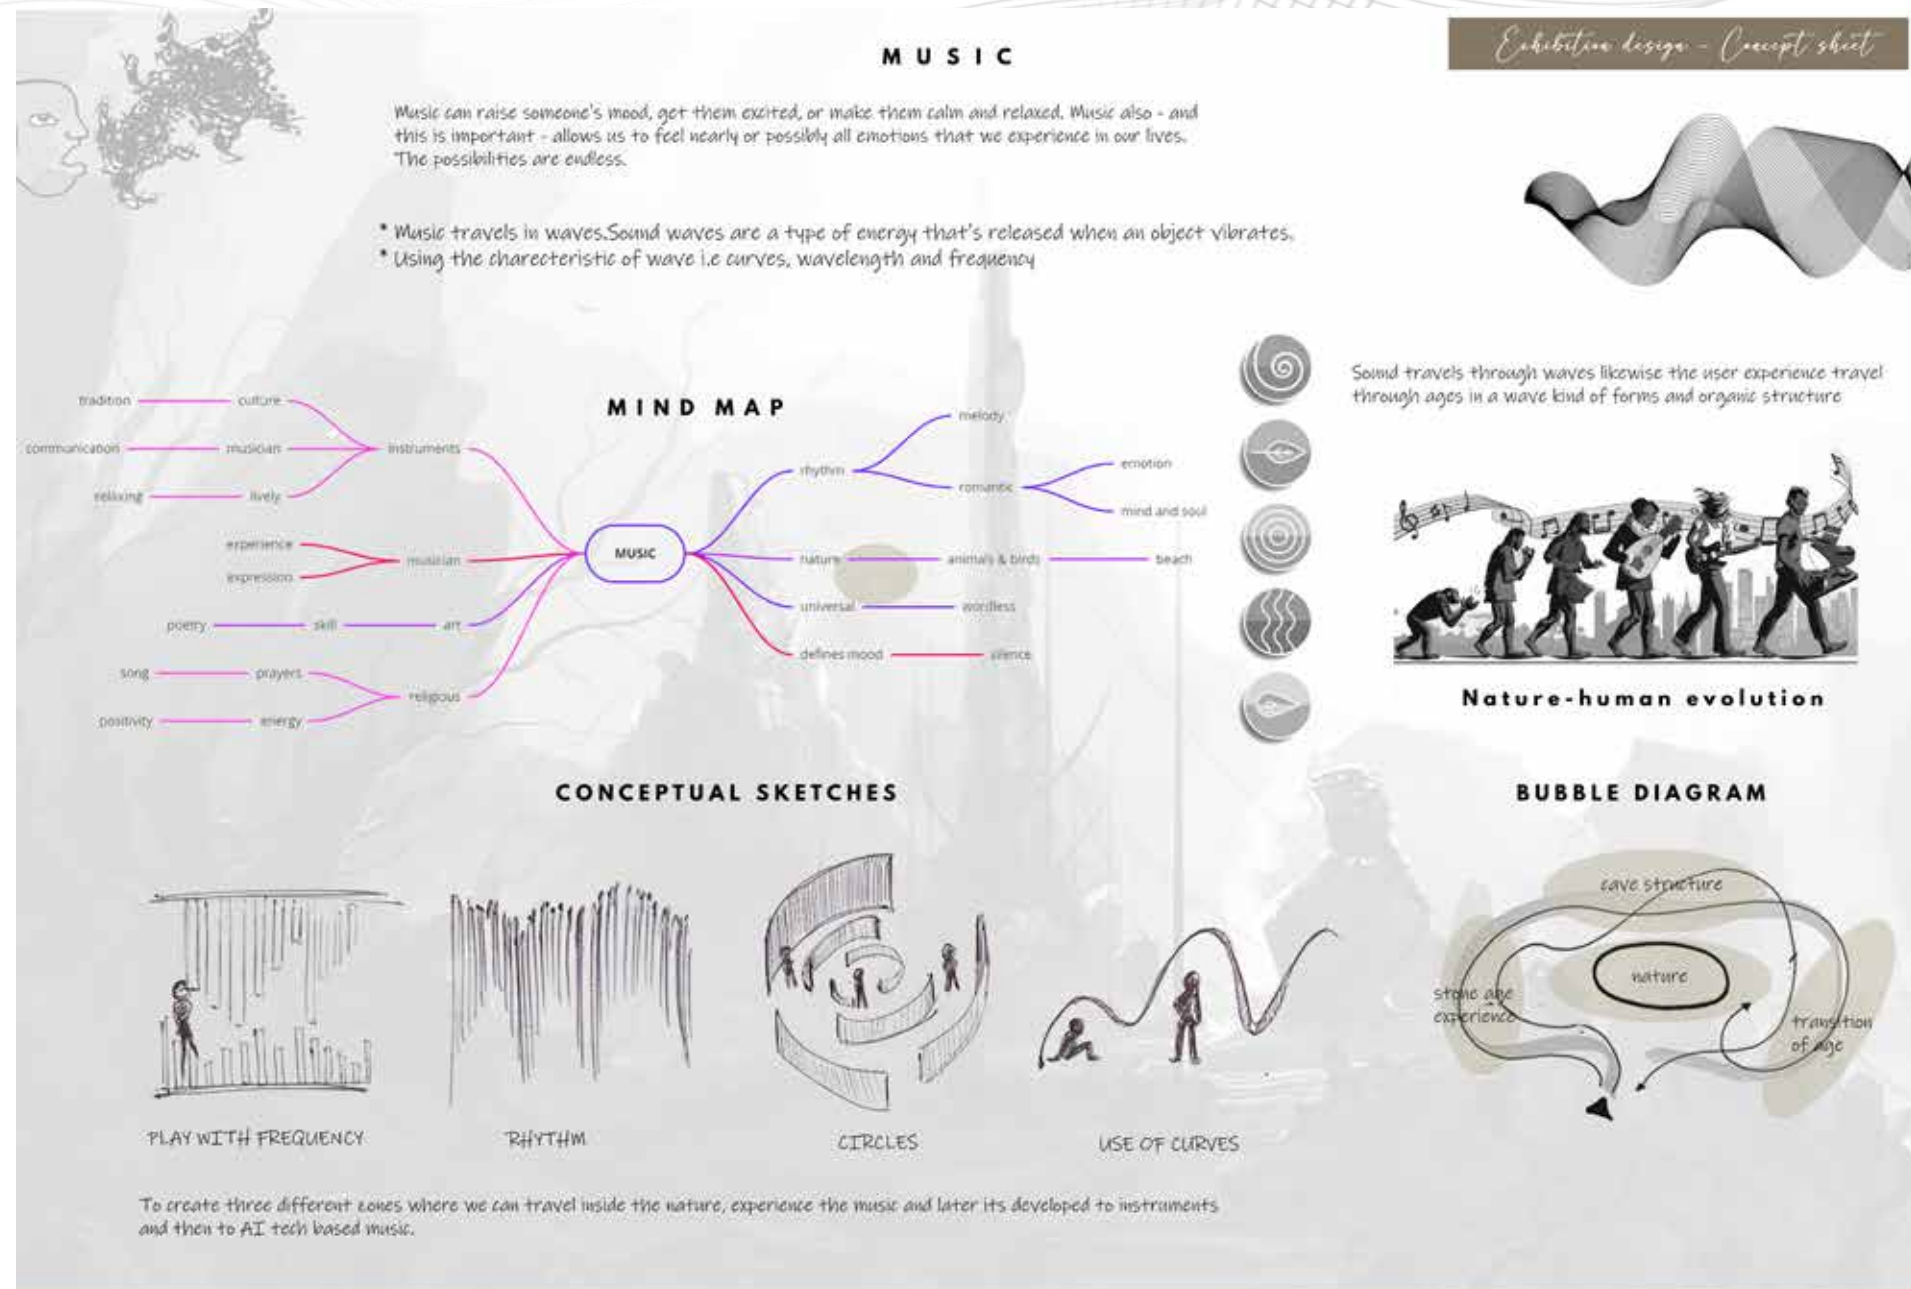 Exhibition design - Concept sheet
MUSIC
Music can raise someone's mood, get them excited, or make them calm and relaxed. Music also - and
this is important - allows us to feel nearly or possibly all emotions that we experience in our lives.
The possibilities are endless.
* Music travels in waves.Sound waves are a type of energy that's released when an object vibrates.
* Using the charecteristic of wave i.e curves, wavelength and frequency
MIND MAP
tradition
culture
communication
musician
instruments
relaxing
lively
experience
expression
musician
poetry
skill
art
song
prayers
religious
positivity
energy
MUSIC
rhythm
melody
romantic
emotion
mind and soul
nature
animals & birds
beach
universal
wordless
defines mood
silence
Sound travels through waves likewise the user experience travel
through ages in a wave kind of forms and organic structure
Nature-human evolution
CONCEPTUAL SKETCHES
PLAY WITH FREQUENCY
RHYTHM
CIRCLES
USE OF CURVES
To create three different zones where we can travel inside the nature, experience the music and later its developed to instruments
and then to AI tech based music.
BUBBLE DIAGRAM
cave structure
nature
stone age
experience
transition
of age